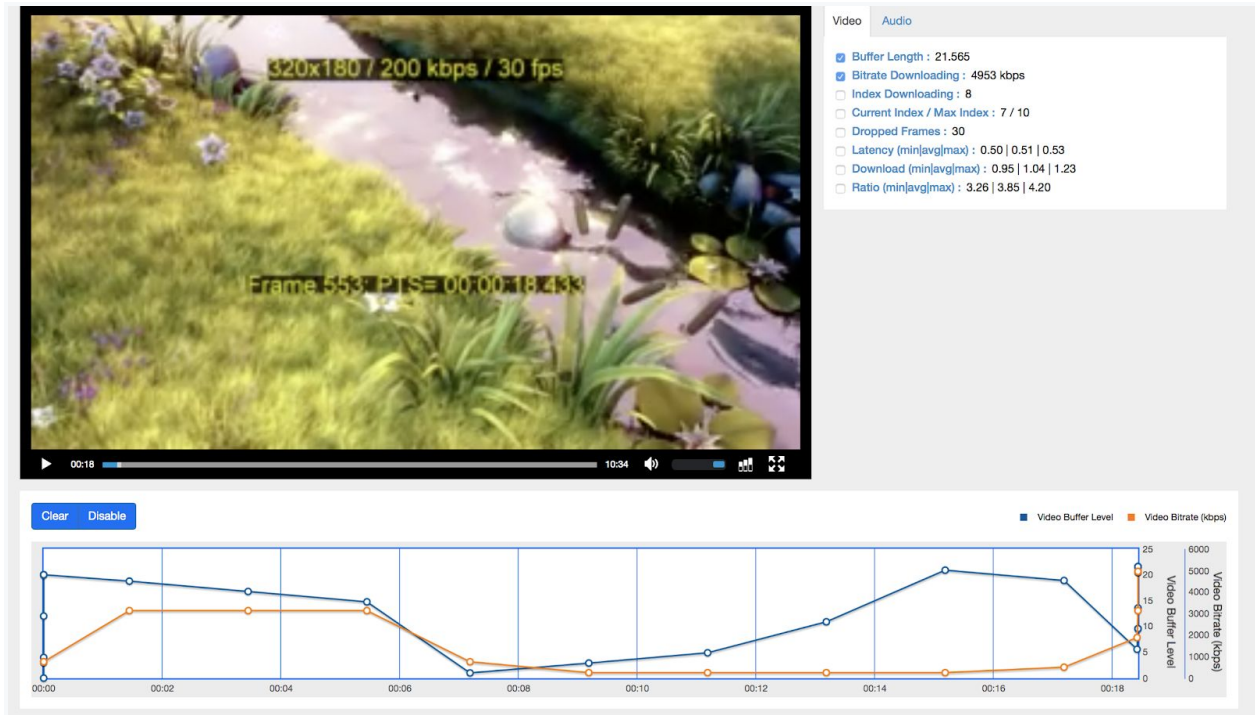 Video Audio
320x180 / 200 kbps / 30 fps
Buffer Length : 21.565
Bitrate Downloading : 4953 kbps
Index Downloading : 8
Current Index / Max Index : 7 / 10
Dropped Frames : 30
Latency (min|avg|max) : 0.50 | 0.51 | 0.53
Download (min|avg|max) : 0.95 | 1.04 | 1.23
Ratio (min|avg|max) : 3.26 | 3.85 | 4.20
Frame 553: PTS= 00:00:18.433
00:18 10:34
Clear Disable
Video Buffer Level Video Bitrate (kbps)
25
20
15
10
5
0
Video Buffer Level
6000
5000
4000
3000
2000
1000
0
Video Bitrate (kbps)
00:00 00:02 00:04 00:06 00:08 00:10 00:12 00:14 00:16 00:18